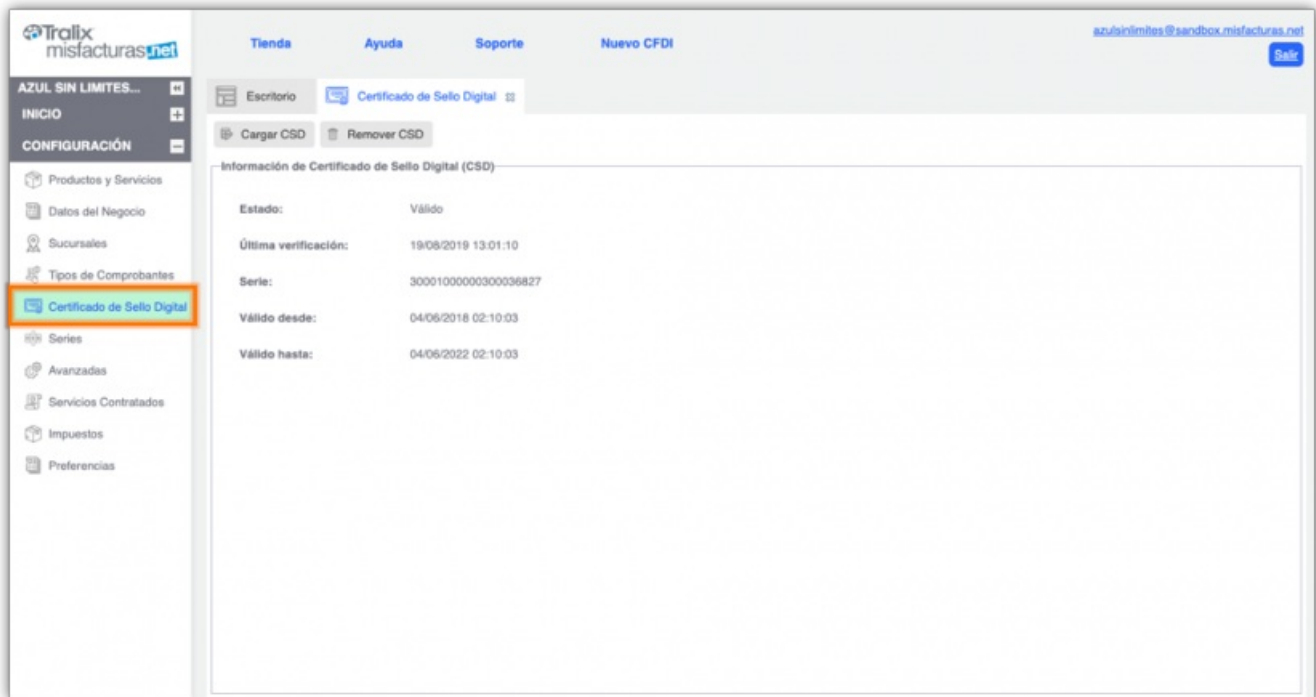 Tralix
misfacturas.net
Tienda
Ayuda
Soporte
Nuevo CFDI
azulsinlimites@sandbox.misfacturas.net
Salir
AZUL SIN LIMITES...
INICIO
CONFIGURACIÓN
Productos y Servicios
Datos del Negocio
Sucursales
Tipos de Comprobantes
Certificado de Sello Digital
Series
Avanzadas
Servicios Contratados
Impuestos
Preferencias
Escritorio
Certificado de Sello Digital
Cargar CSD
Remover CSD
Información de Certificado de Sello Digital (CSD)
Estado: Válido
Última verificación: 19/08/2019 13:01:10
Serie: 30001000000300036827
Válido desde: 04/06/2018 02:10:03
Válido hasta: 04/06/2022 02:10:03